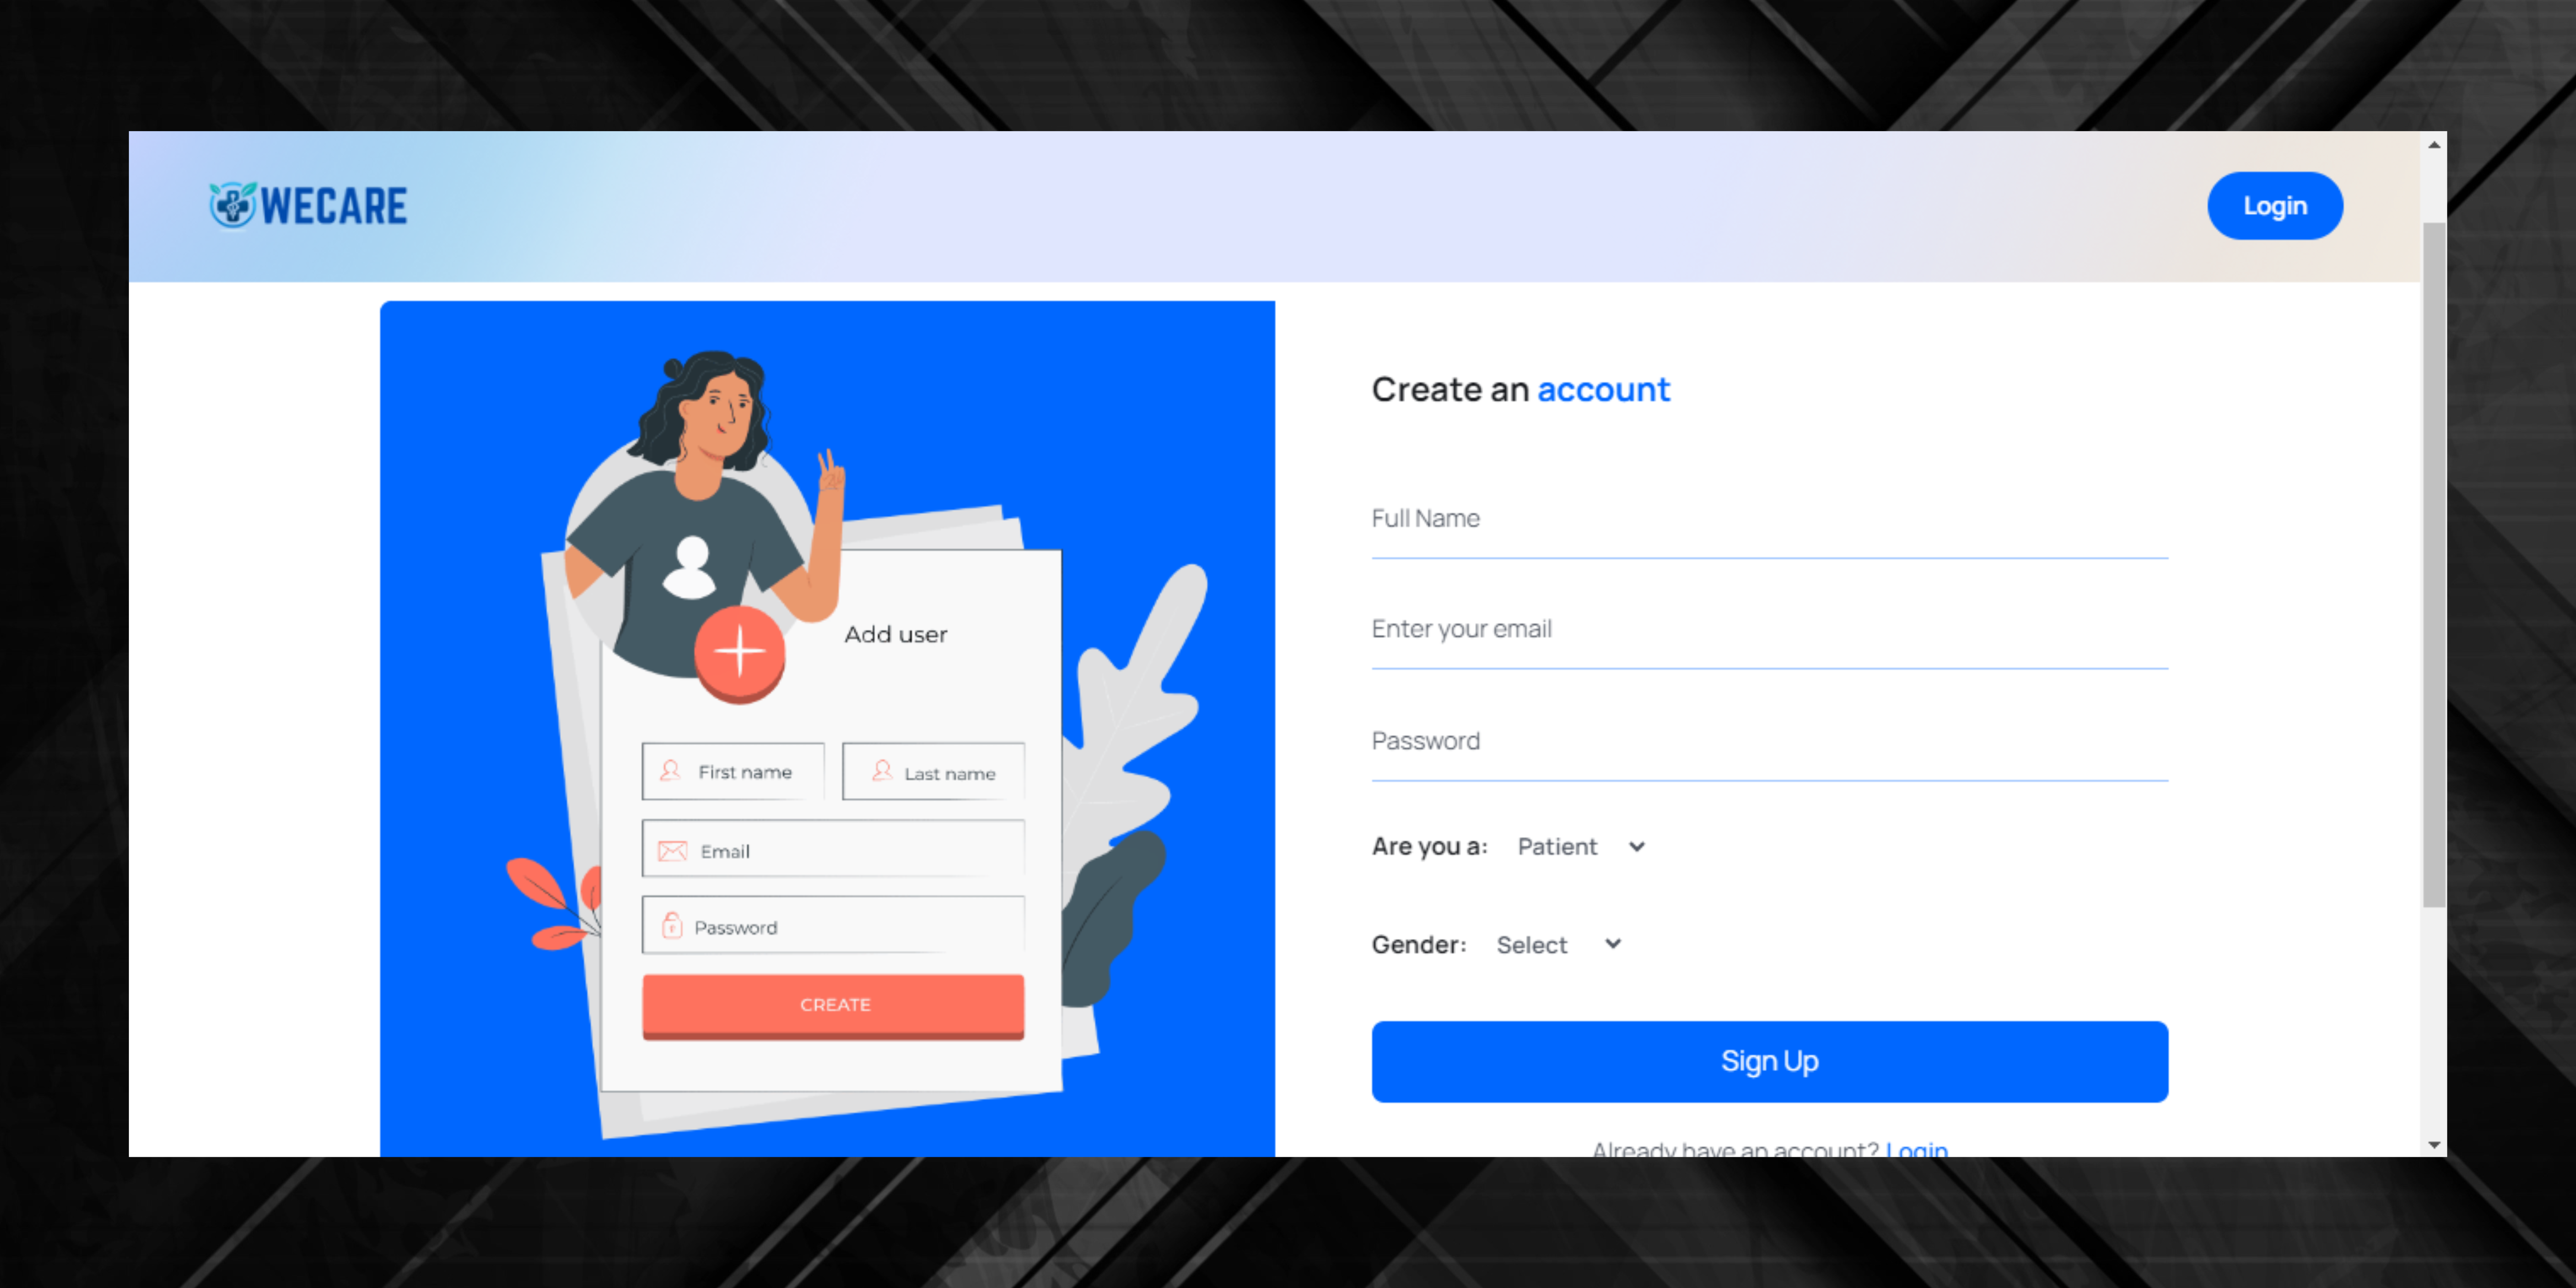 WECARE
Login
Create an account
Full Name
Enter your email
Password
Are you a: Patient
Gender: Select
Sign Up
Already have an account? Login
Add user
First name
Last name
Email
Password
CREATE